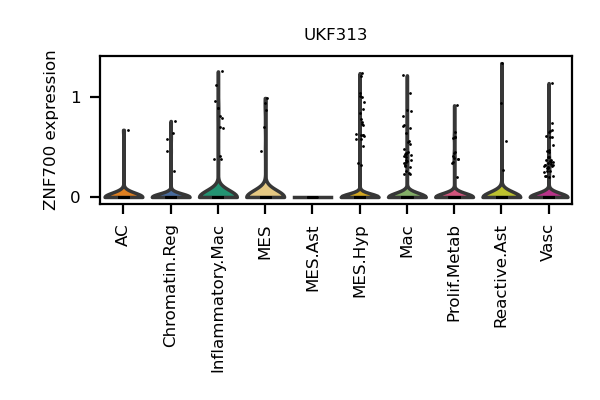 UKF313
ZNF700 expression
1
0
AC
Chromatin.Reg
Inflammatory.Mac
MES
MES.Ast
MES.Hyp
Mac
Prolif.Metab
Reactive.Ast
Vasc